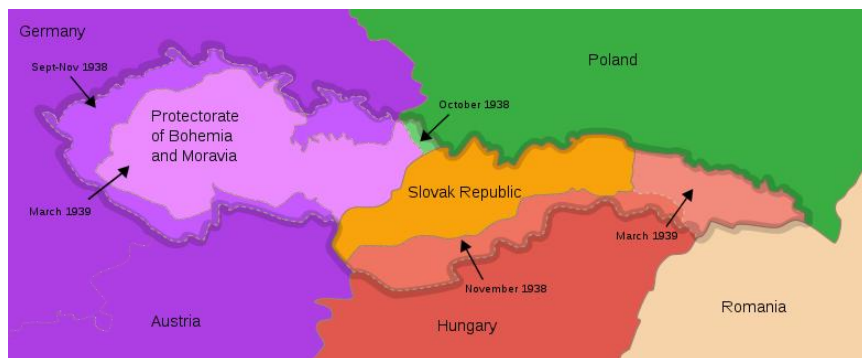 Germany
Sept-Nov 1938
Poland
October 1938
Protectorate
of Bohemia
and Moravia
Slovak Republic
March 1939
March 1939
November 1938
Romania
Austria
Hungary